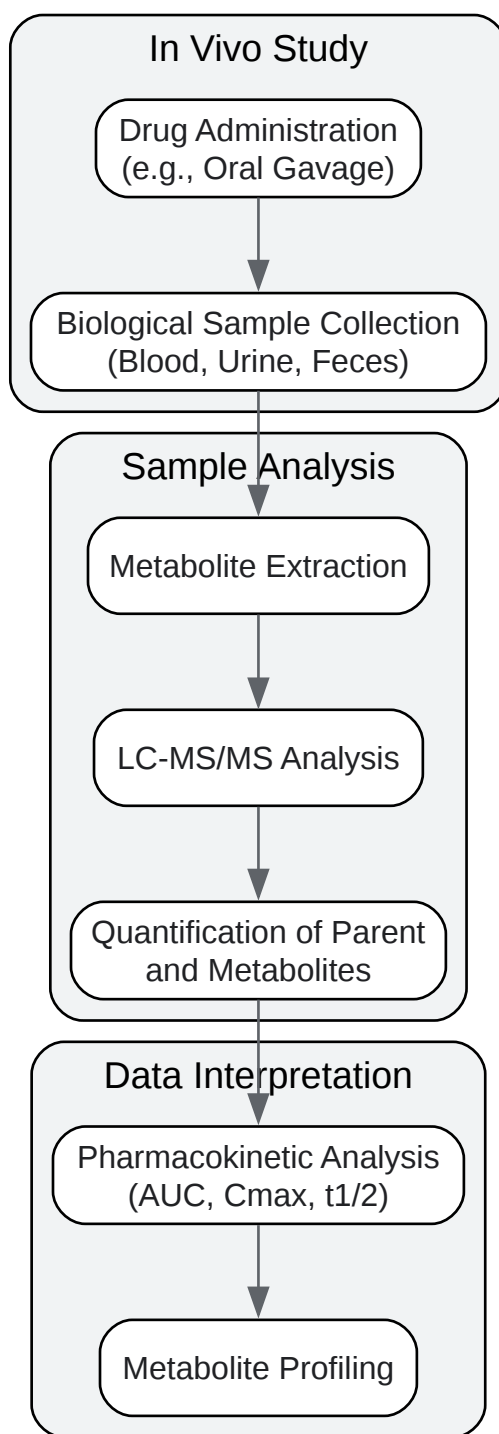 In Vivo Study
Drug Administration
(e.g., Oral Gavage)
Biological Sample Collection
(Blood, Urine, Feces)
Sample Analysis
Metabolite Extraction
LC-MS/MS Analysis
Quantification of Parent
and Metabolites
Data Interpretation
Pharmacokinetic Analysis
(AUC, Cmax, t1/2)
Metabolite Profiling